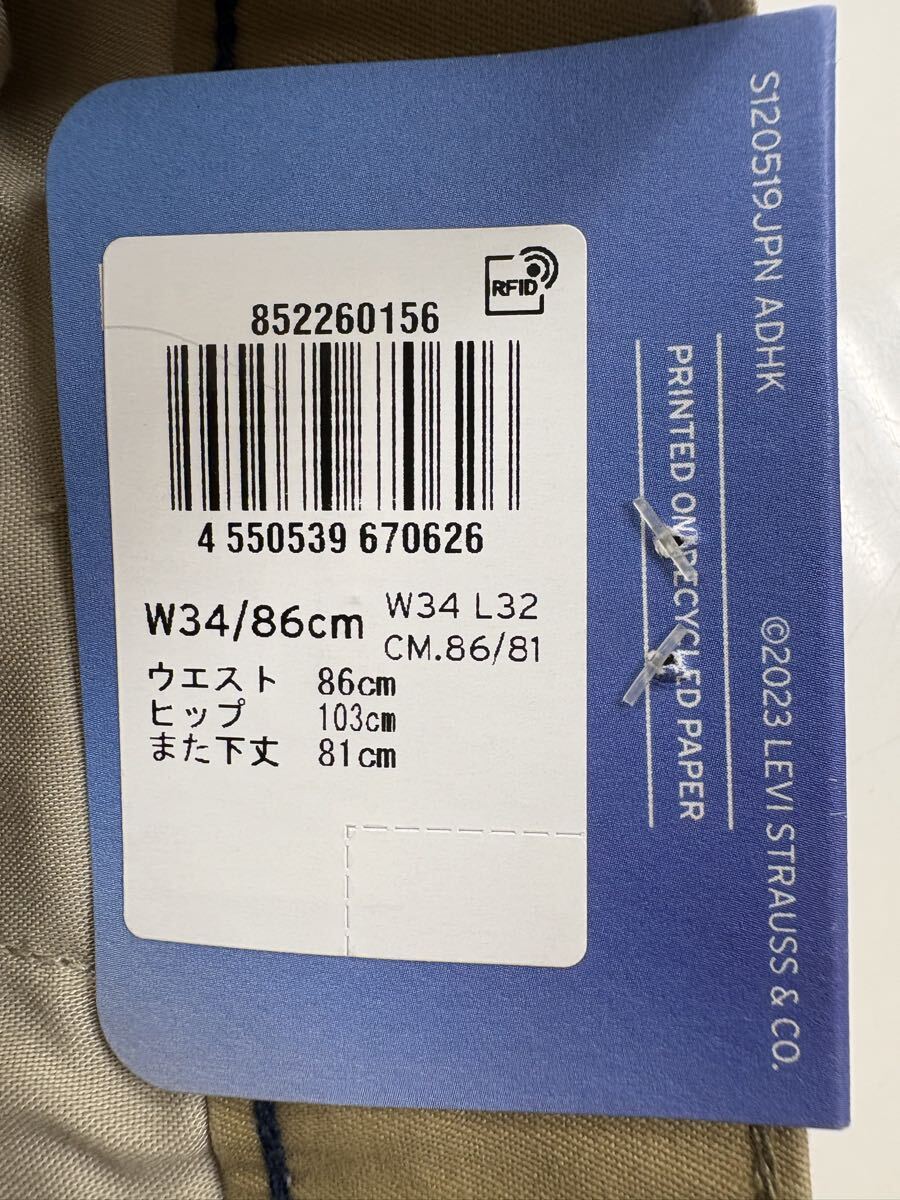 RFID
852260156
4 550539 670626
W34/86cm
W34 L32
CM.86/81
ウエスト 86cm
ヒップ 103cm
また下丈 81cm
S120519JPN ADHK
PRINTED ON RECYCLED PAPER
©2023 LEVI STRAUSS & CO.